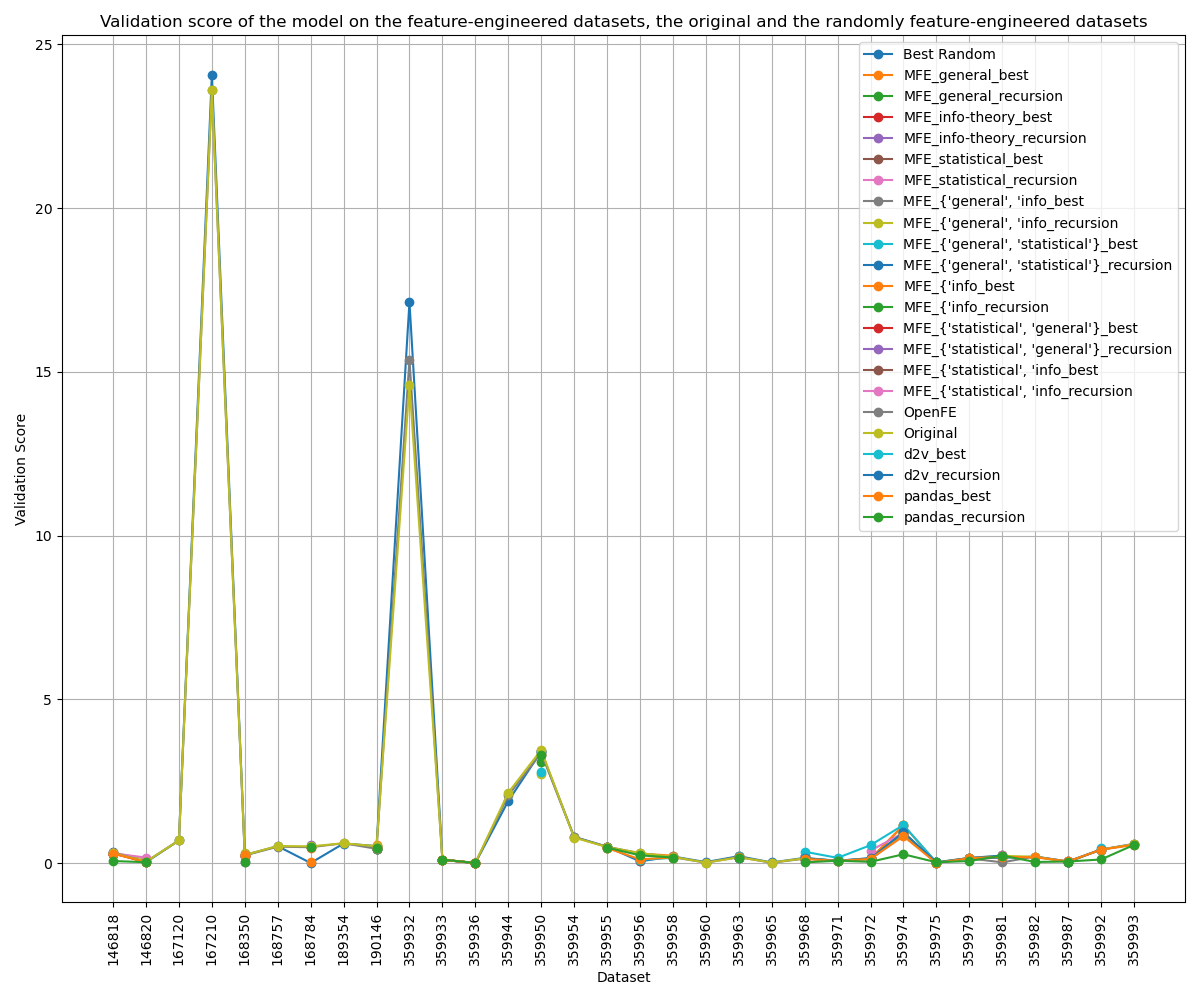 Validation score of the model on the feature-engineered datasets, the original and the randomly feature-engineered datasets
25
20
15
10
5
0
Validation Score
Best Random
MFE_general_best
MFE_general_recursion
MFE_info-theory_best
MFE_info-theory_recursion
MFE_statistical_best
MFE_statistical_recursion
MFE_{'general', 'info_best
MFE_{'general', 'info_recursion
MFE_{'general', 'statistical'}_best
MFE_{'general', 'statistical'}_recursion
MFE_{'info_best
MFE_{'info_recursion
MFE_{'statistical', 'general'}_best
MFE_{'statistical', 'general'}_recursion
MFE_{'statistical', 'info_best
MFE_{'statistical', 'info_recursion
OpenFE
Original
d2v_best
d2v_recursion
pandas_best
pandas_recursion
146818
146820
167120
167210
168350
168757
168784
189354
190146
359932
359933
359936
359944
359950
359954
359955
359956
359958
359960
359963
359965
359968
359971
359972
359974
359975
359979
359981
359982
359987
359992
359993
Dataset